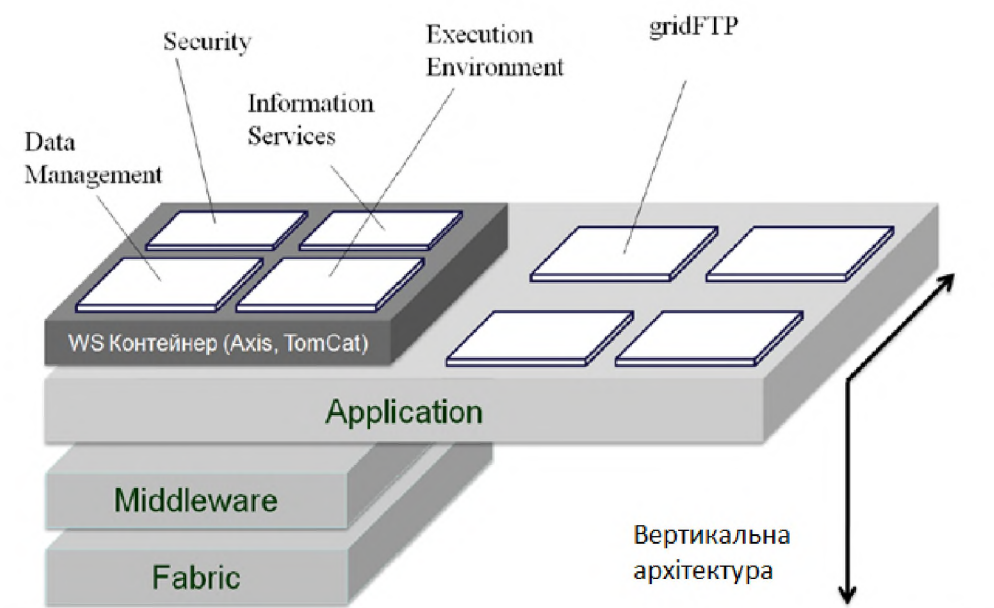 Security
Execution
Environment
gridFTP
Information
Services
Data
Management
WS Контейнер (Axis, TomCat)
Application
Middleware
Fabric
Вертикальна
архітектура